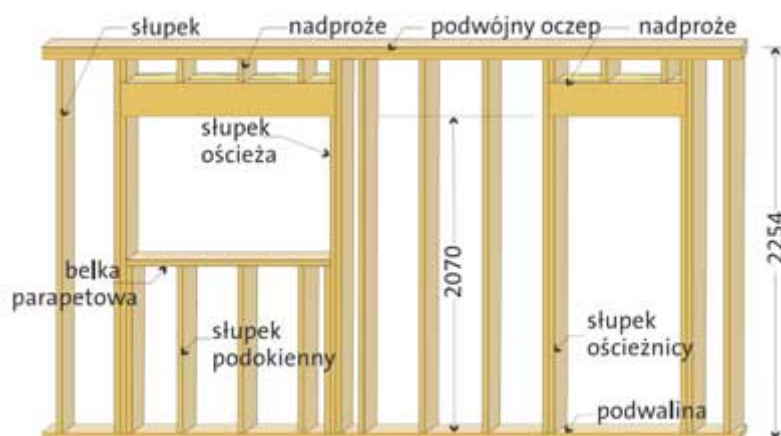 słupek
nadproże
podwójny oczep
nadproże
słupek
ościeża
2070
2254
belka
parapetowa
słupek
podokienny
słupek
ościeżnicy
podwalina